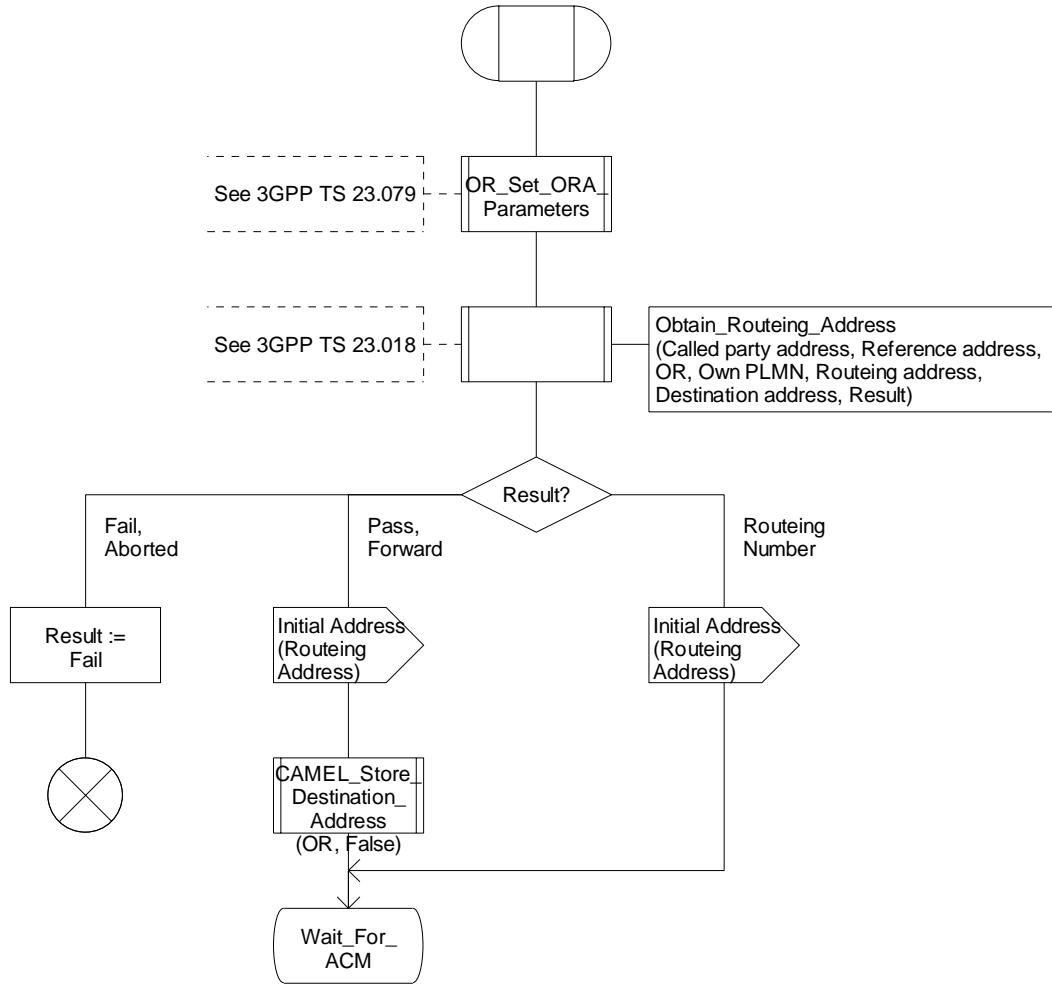 See 3GPP TS 23.079
OR_Set_ORA_
Parameters
See 3GPP TS 23.018
Obtain_Routeing_Address
(Called party address, Reference address,
OR, Own PLMN, Routeing address,
Destination address, Result)
Result?
Fail,
Aborted
Pass,
Forward
Routeing
Number
Result :=
Fail
Initial Address
(Routeing
Address)
Initial Address
(Routeing
Address)
CAMEL_Store_
Destination_
Address
(OR, False)
Wait_For_
ACM